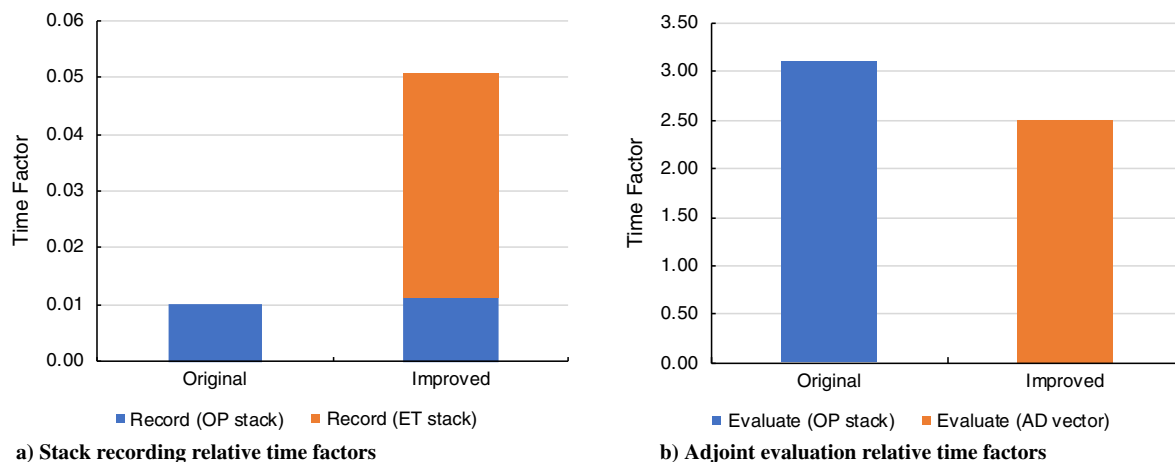 0.06
0.05
0.04
0.03
0.02
0.01
0.00
Time Factor
Original Improved
Record (OP stack) Record (ET stack)
a) Stack recording relative time factors
3.50
3.00
2.50
2.00
1.50
1.00
0.50
0.00
Time Factor
Original Improved
Evaluate (OP stack) Evaluate (AD vector)
b) Adjoint evaluation relative time factors